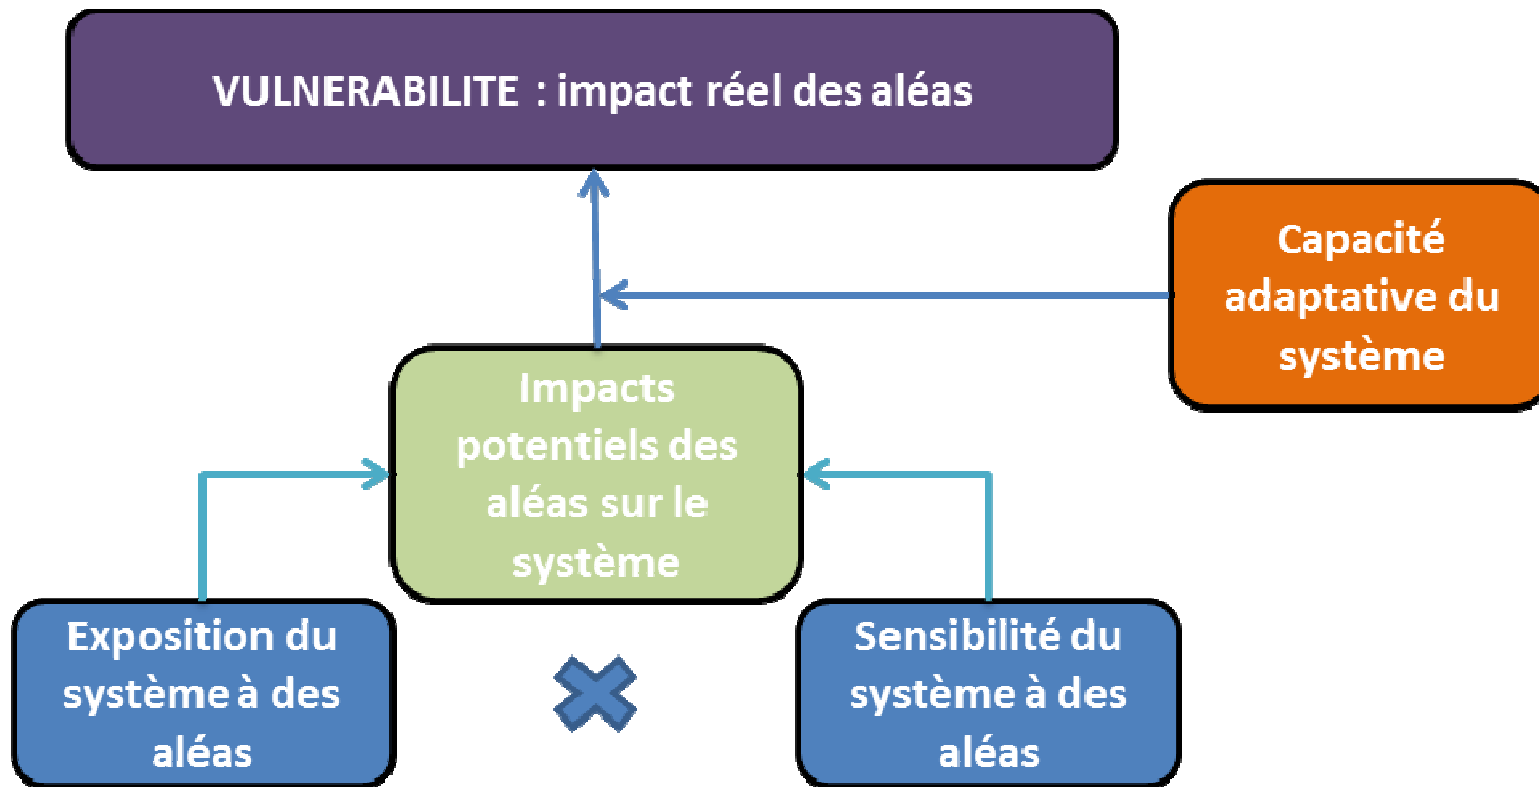 VULNERABILITE : impact réel des aléas
Capacité
adaptative du
système
Impacts
potentiels des
aléas sur le
système
Exposition du
système à des
aléas
Sensibilité du
système à des
aléas